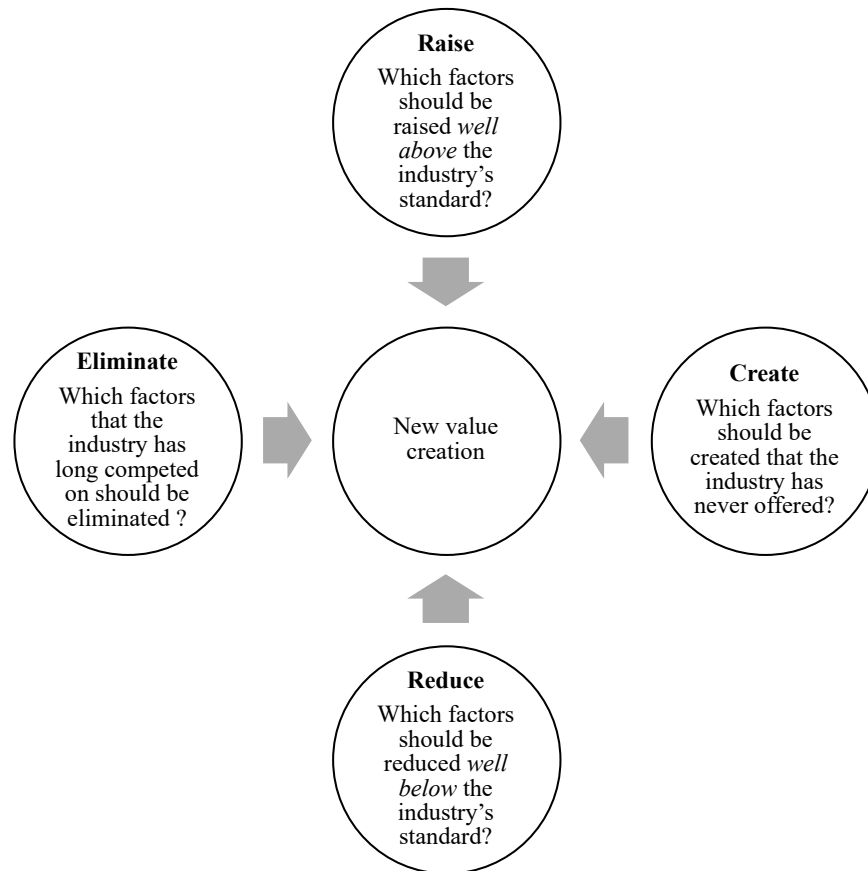 Raise
Which factors
should be
raised well
above the
industry’s
standard?
Eliminate
Which factors
that the
industry has
long competed
on should be
eliminated ?
New value
creation
Create
Which factors
should be
created that the
industry has
never offered?
Reduce
Which factors
should be
reduced well
below the
industry’s
standard?